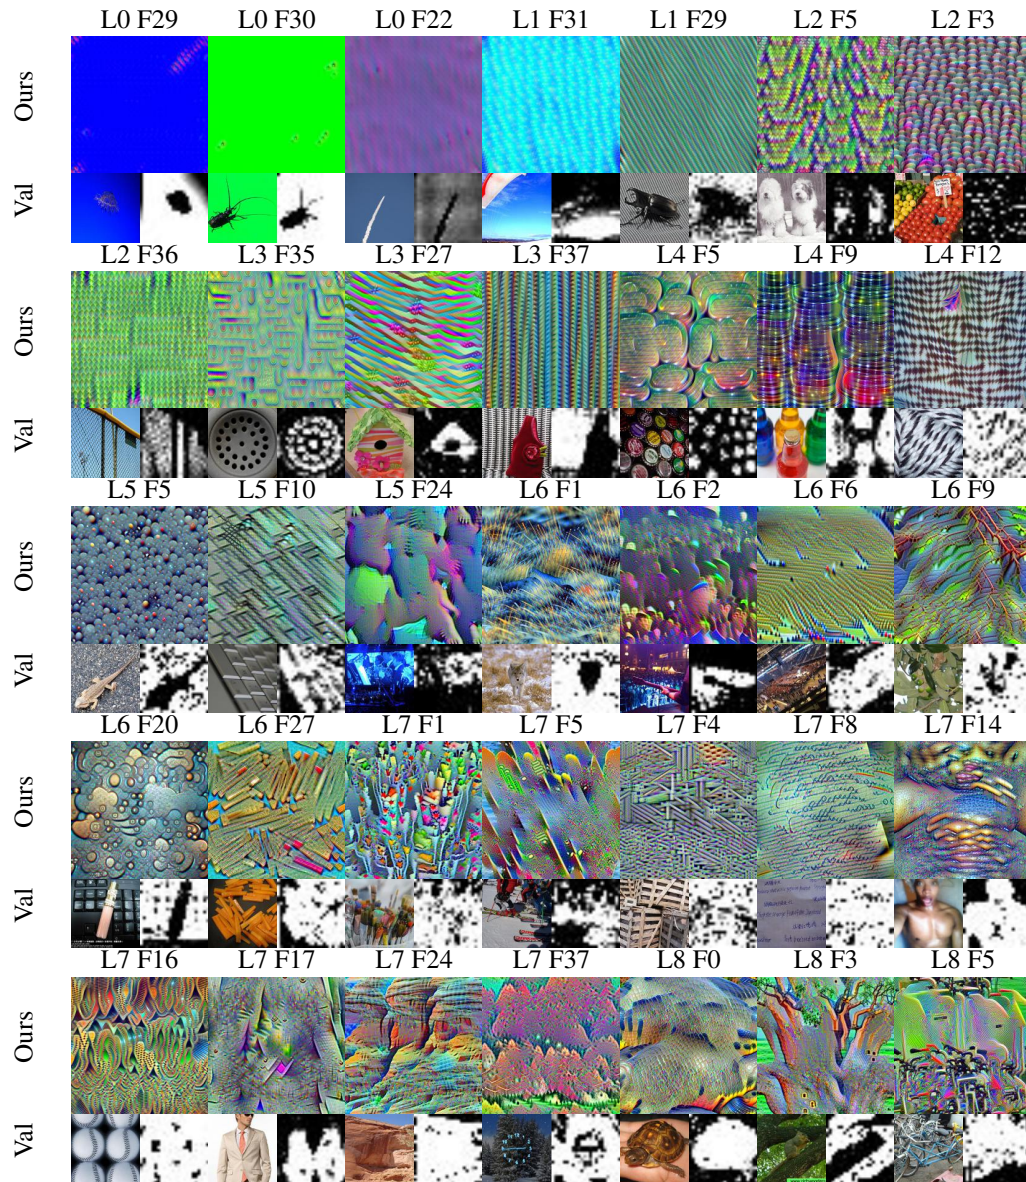 L0 F29 L0 F30 L0 F22 L1 F31 L1 F29 L2 F5 L2 F3
Ours
Val
L2 F36 L3 F35 L3 F27 L3 F37 L4 F5 L4 F9 L4 F12
Ours
Val
L5 F5 L5 F10 L5 F24 L6 F1 L6 F2 L6 F6 L6 F9
Ours
Val
L6 F20 L6 F27 L7 F1 L7 F5 L7 F4 L7 F8 L7 F14
Ours
Val
L7 F16 L7 F17 L7 F24 L7 F37 L8 F0 L8 F3 L8 F5
Ours
Val